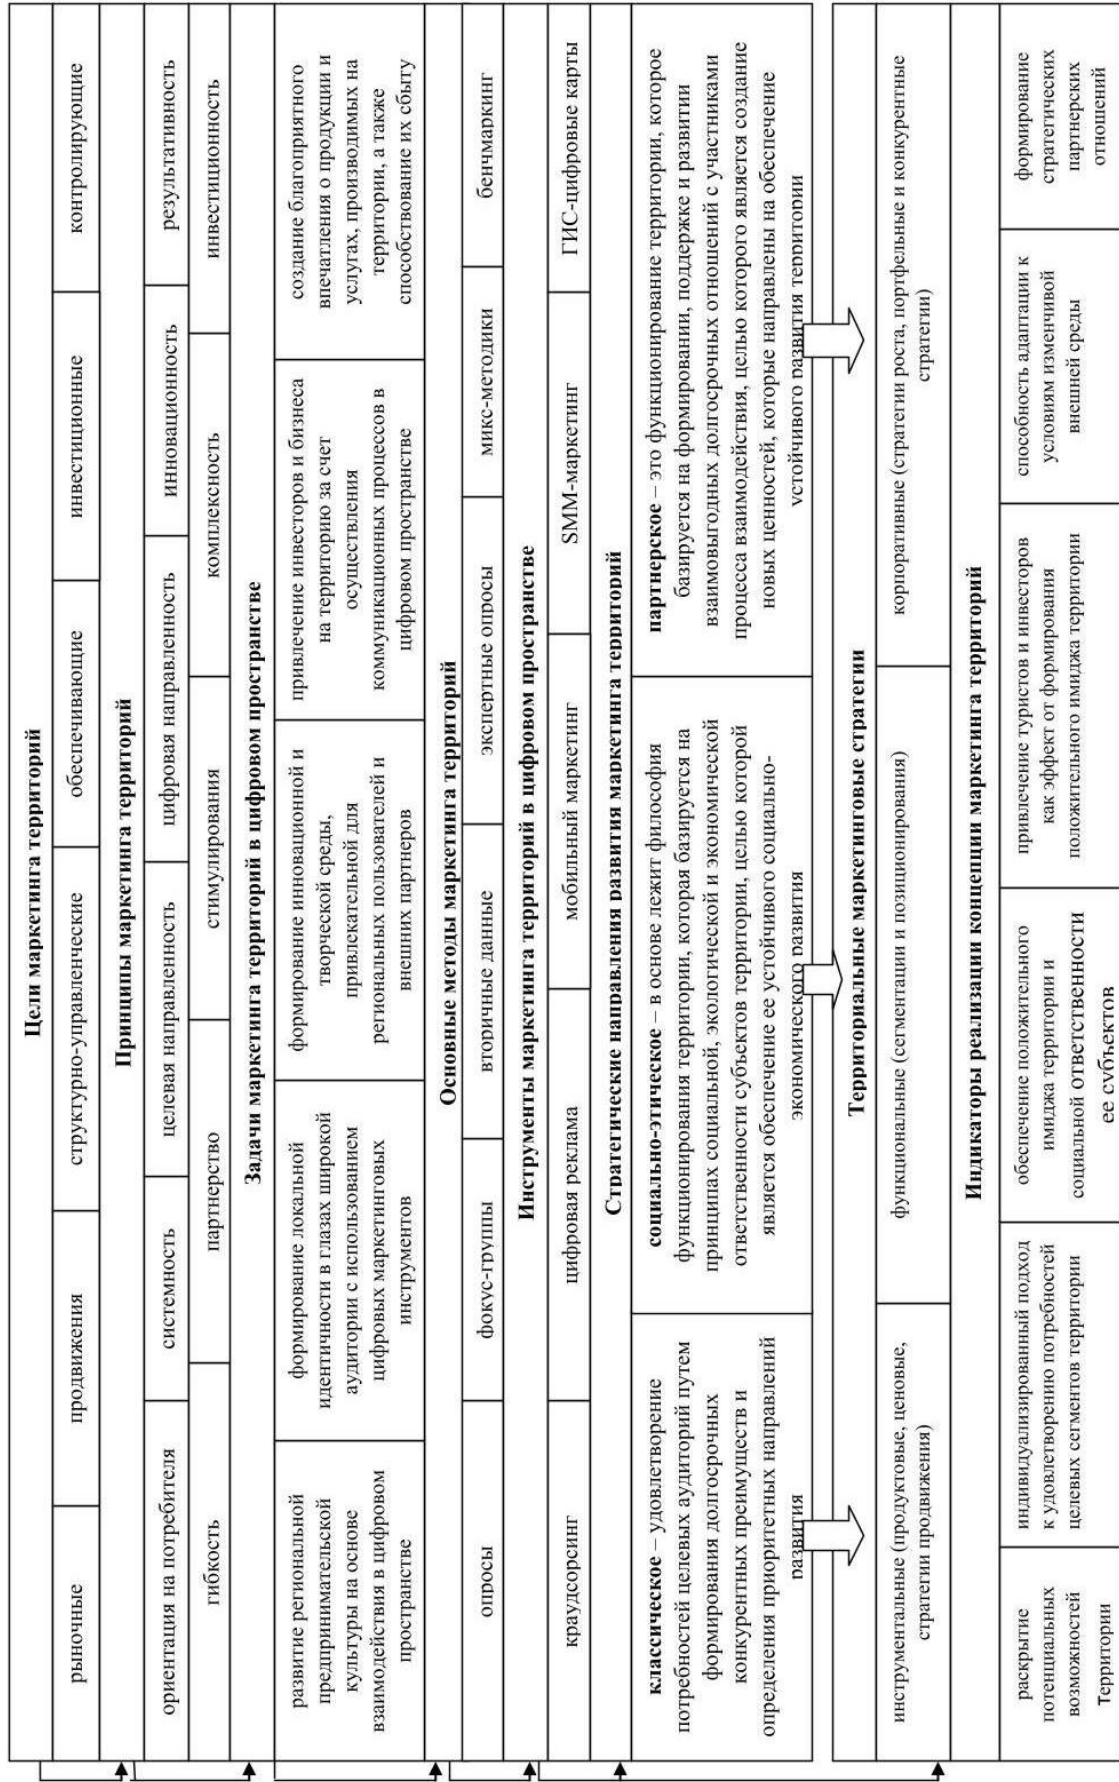 Цели маркетинга территорий
рыночные
продвижения
структурно-управленческие
обеспечивающие
инвестиционные
контролирующие
Принципы маркетинга территорий
ориентация на потребителя
системность
целевая направленность
цифровая направленность
инновационность
результативность
гибкость
партнерство
стимулирования
комплексность
инвестиционность
Задачи маркетинга территорий в цифровом пространстве
развитие региональной
предпринимательской
культуры на основе
взаимодействия в цифровом
пространстве
формирование локальной
идентичности в глазах широкой
аудитории с использованием
цифровых маркетинговых
инструментов
формирование инновационной и
творческой среды,
привлекательной для
региональных пользователей и
внешних партнеров
привлечение инвесторов и бизнеса
на территорию за счет
осуществления
коммуникационных процессов в
цифровом пространстве
создание благоприятного
впечатления о продукции и
услугах, производимых на
территории, а также
способствование их сбыту
Основные методы маркетинга территорий
опросы
фокус-группы
вторичные данные
экспертные опросы
микс-методики
бенчмаркинг
Инструменты маркетинга территорий в цифровом пространстве
краудсорсинг
цифровая реклама
мобильный маркетинг
SMM-маркетинг
ГИС-цифровые карты
Стратегические направления развития маркетинга территорий
классическое – удовлетворение
потребностей целевых аудиторий путем
формирования долгосрочных
конкурентных преимуществ и
определения приоритетных направлений
развития
социально-этическое – в основе лежит философия
функционирования территории, которая базируется на
принципах социальной, экологической и экономической
ответственности субъектов территории, целью которой
является обеспечение ее устойчивого социально-
экономического развития
партнерское – это функционирование территории, которое
базируется на формировании, поддержке и развитии
взаимовыгодных долгосрочных отношений с участниками
процесса взаимодействия, целью которого является создание
новых ценностей, которые направлены на обеспечение
устойчивого развития территории
Территориальные маркетинговые стратегии
инструментальные (продуктовые, ценовые,
стратегии продвижения)
функциональные (сегментации и позиционирования)
корпоративные (стратегии роста, портфельные и конкурентные
стратегии)
Индикаторы реализации концепции маркетинга территорий
раскрытие
потенциальных
возможностей
Территории
индивидуализированный подход
к удовлетворению потребностей
целевых сегментов территории
обеспечение положительного
имиджа территории и
социальной ответственности
ее субъектов
привлечение туристов и инвесторов
как эффект от формирования
положительного имиджа территории
способность адаптации к
условиям изменчивой
внешней среды
формирование
стратегических
партнерских
отношений